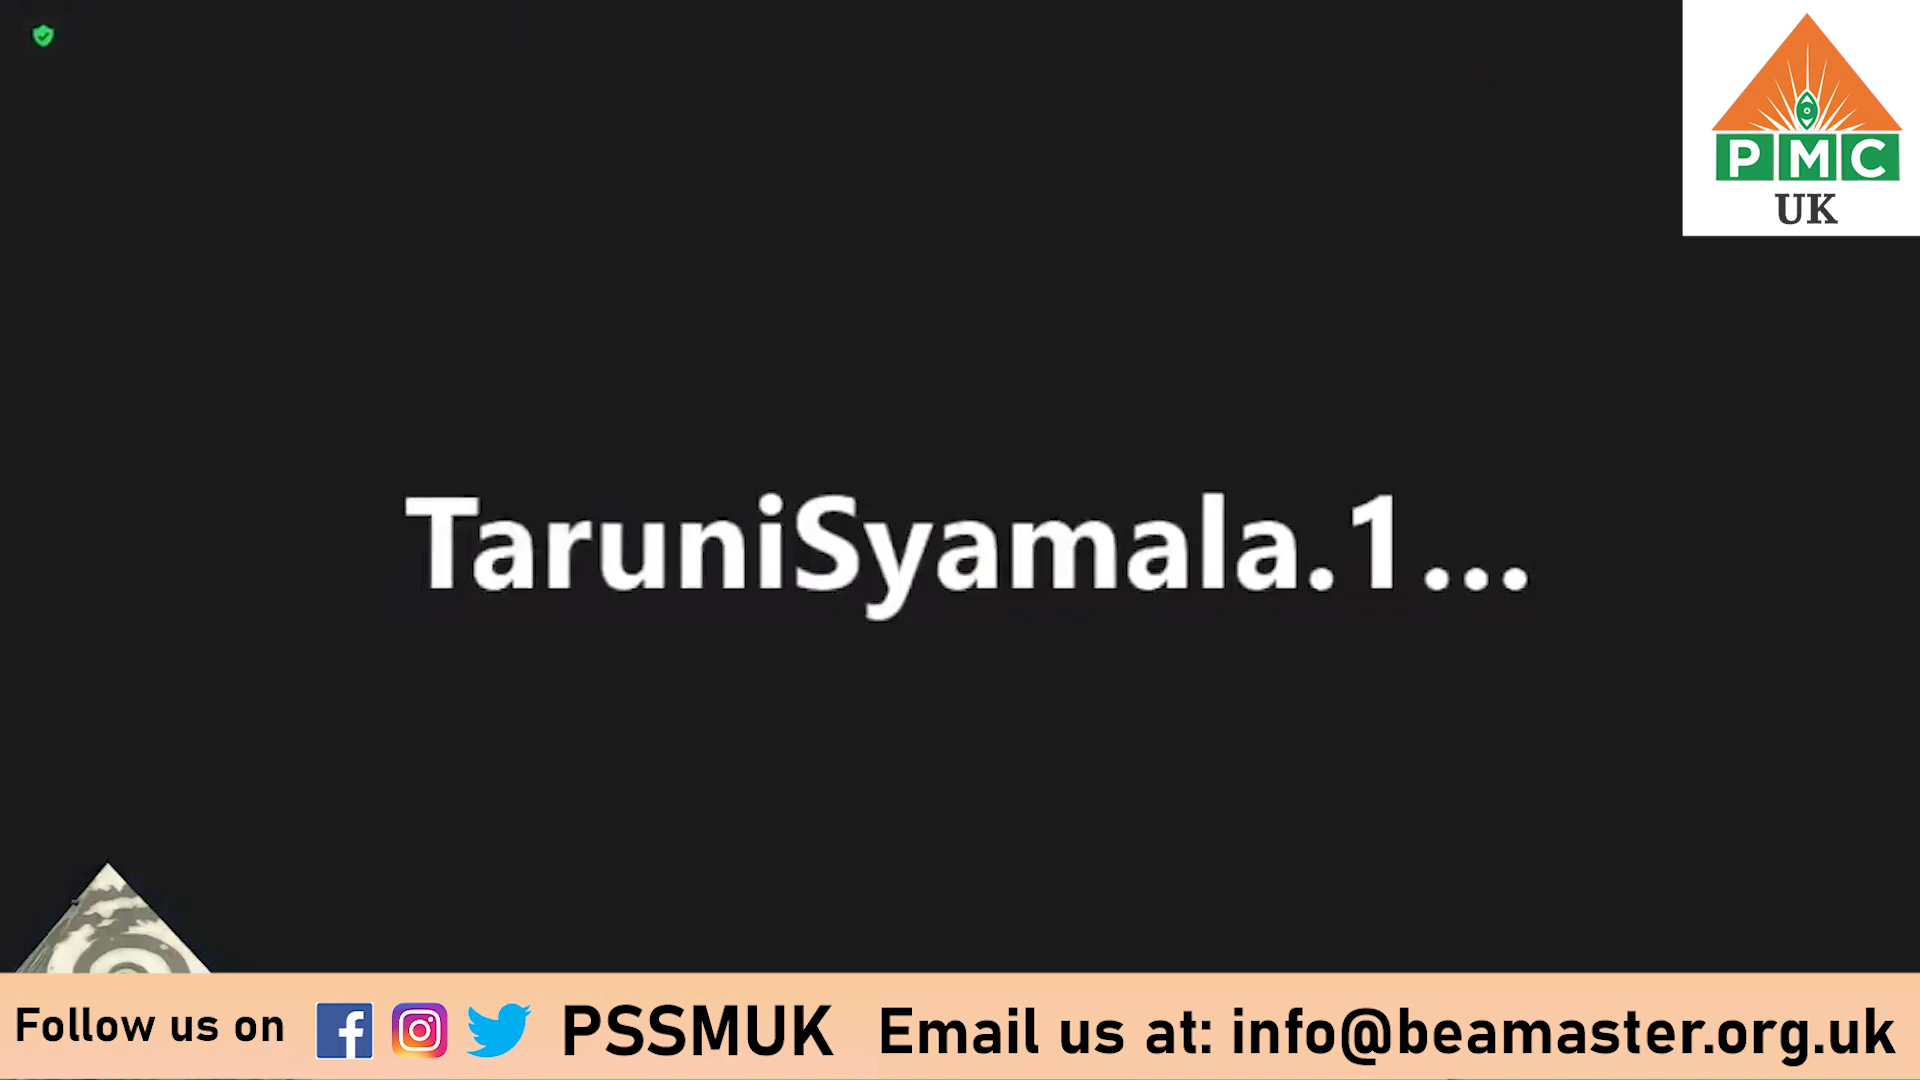 PMC
UK
TaruniSyamala.1...
Follow us on PSSMUK Email us at: info@beamaster.org.uk